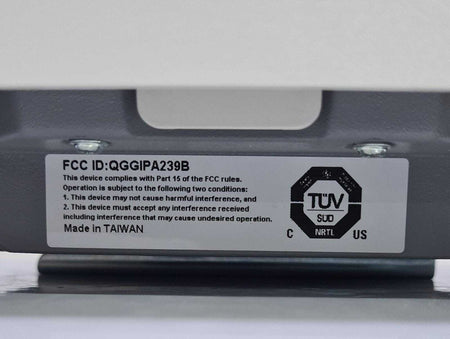 FCC ID:QGGIPA239B
This device complies with Part 15 of the FCC rules.
Operation is subject to the following two conditions:
1. This device may not cause harmful interference, and
2. This device must accept any interference received
including interference that may cause undesired operation.
Made in TAIWAN
TÜV
SUD
C NRTL US